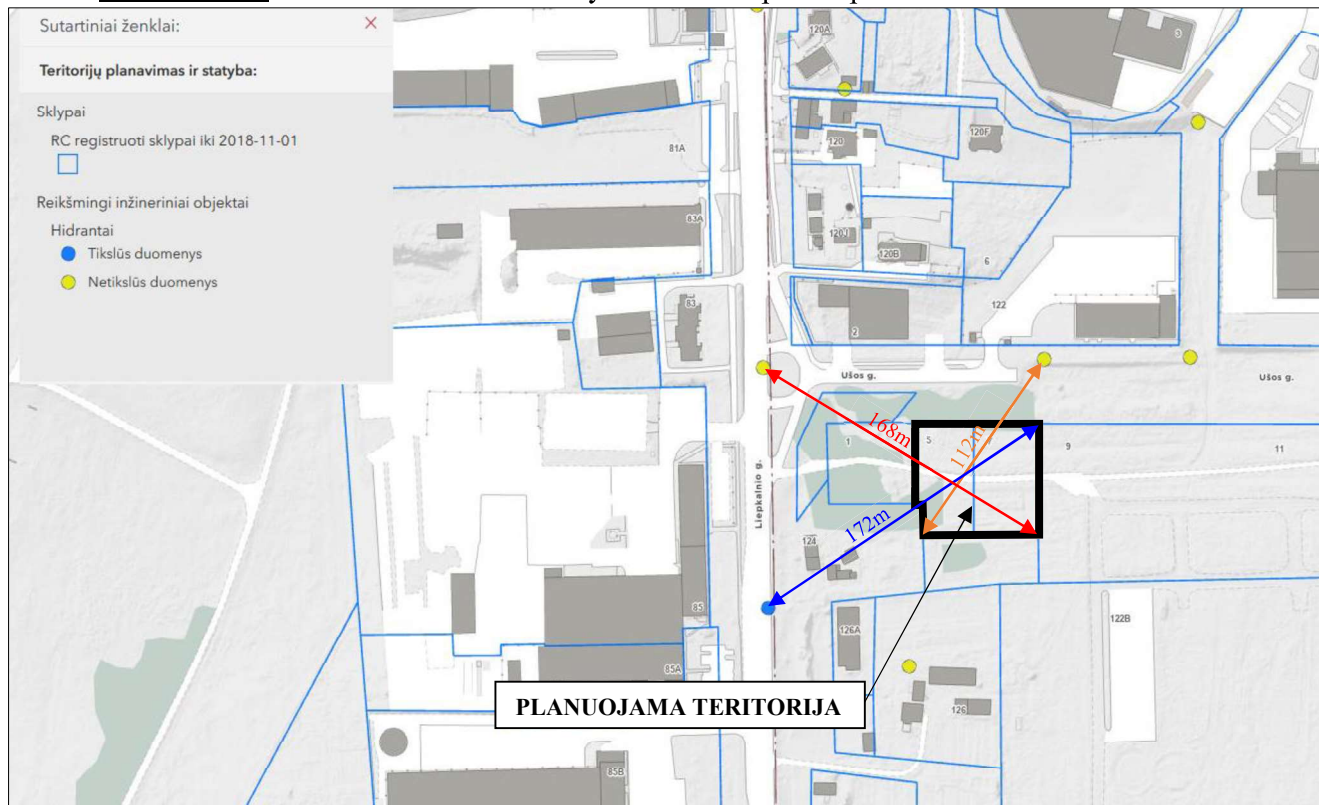 Sutartiniai ženklai:
Teritorijų planavimas ir statyba:
Sklypai
RC registruoti sklypai iki 2018-11-01
Reikšmingi inžineriniai objektai
Hidrantai
Tikslūs duomenys
Netikslūs duomenys
120A
3
81A
120
120F
83A
120J
120B
6
122
83
2
Ušos g.
Ušos g.
168m
112m
1
5
9
11
Liepkalnio g.
172m
124
85
126A
122B
85A
PLANUOJAMA TERITORIJA
126
85B